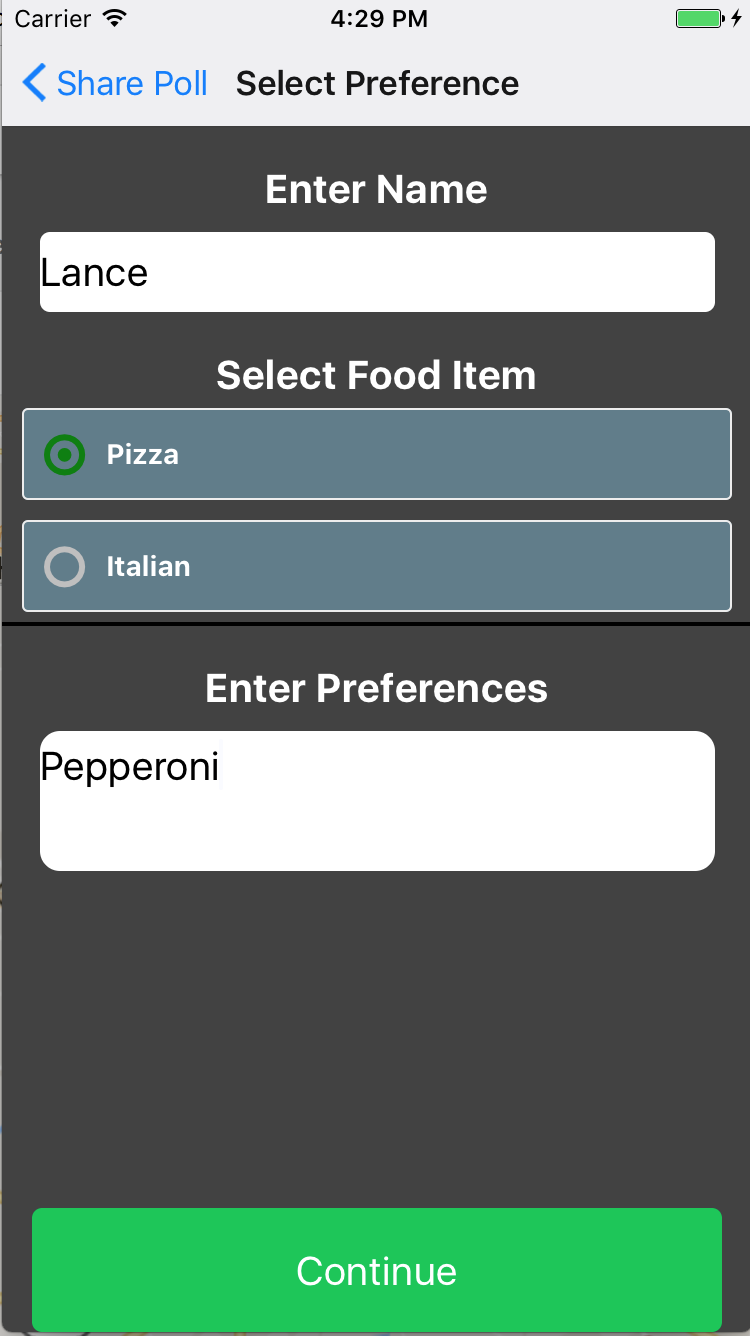 Carrier 4:29 PM
Share Poll Select Preference
Enter Name
Lance
Select Food Item
Pizza
Italian
Enter Preferences
Pepperoni
Continue